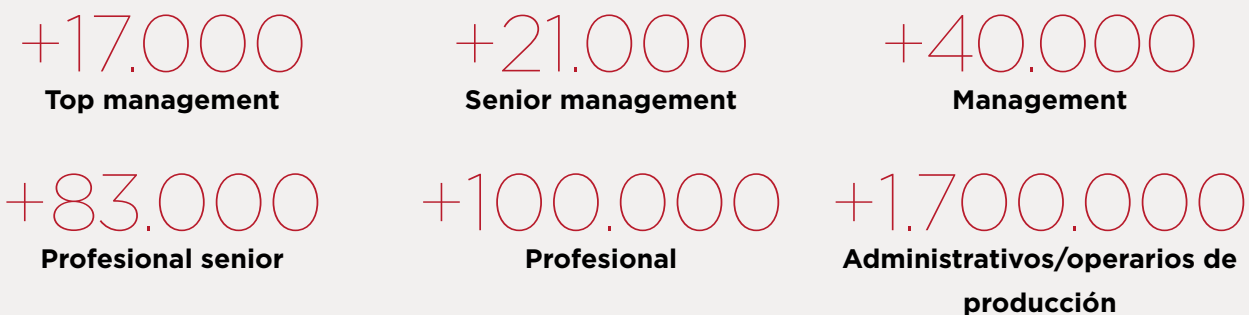 +17.000
Top management
+21.000
Senior management
+40.000
Management
+83.000
Profesional senior
+100.000
Profesional
+1.700.000
Administrativos/operarios de
producción